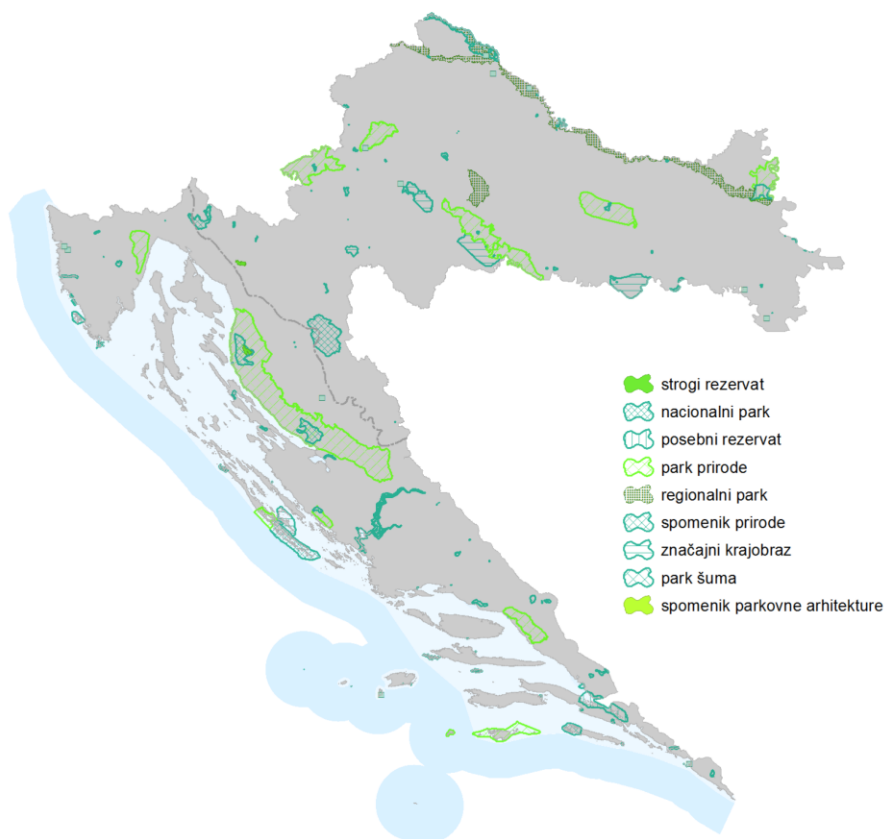 strogi rezervat
nacionalni park
posebni rezervat
park prirode
regionalni park
spomenik prirode
značajni krajobraz
park šuma
spomenik parkovne arhitekture